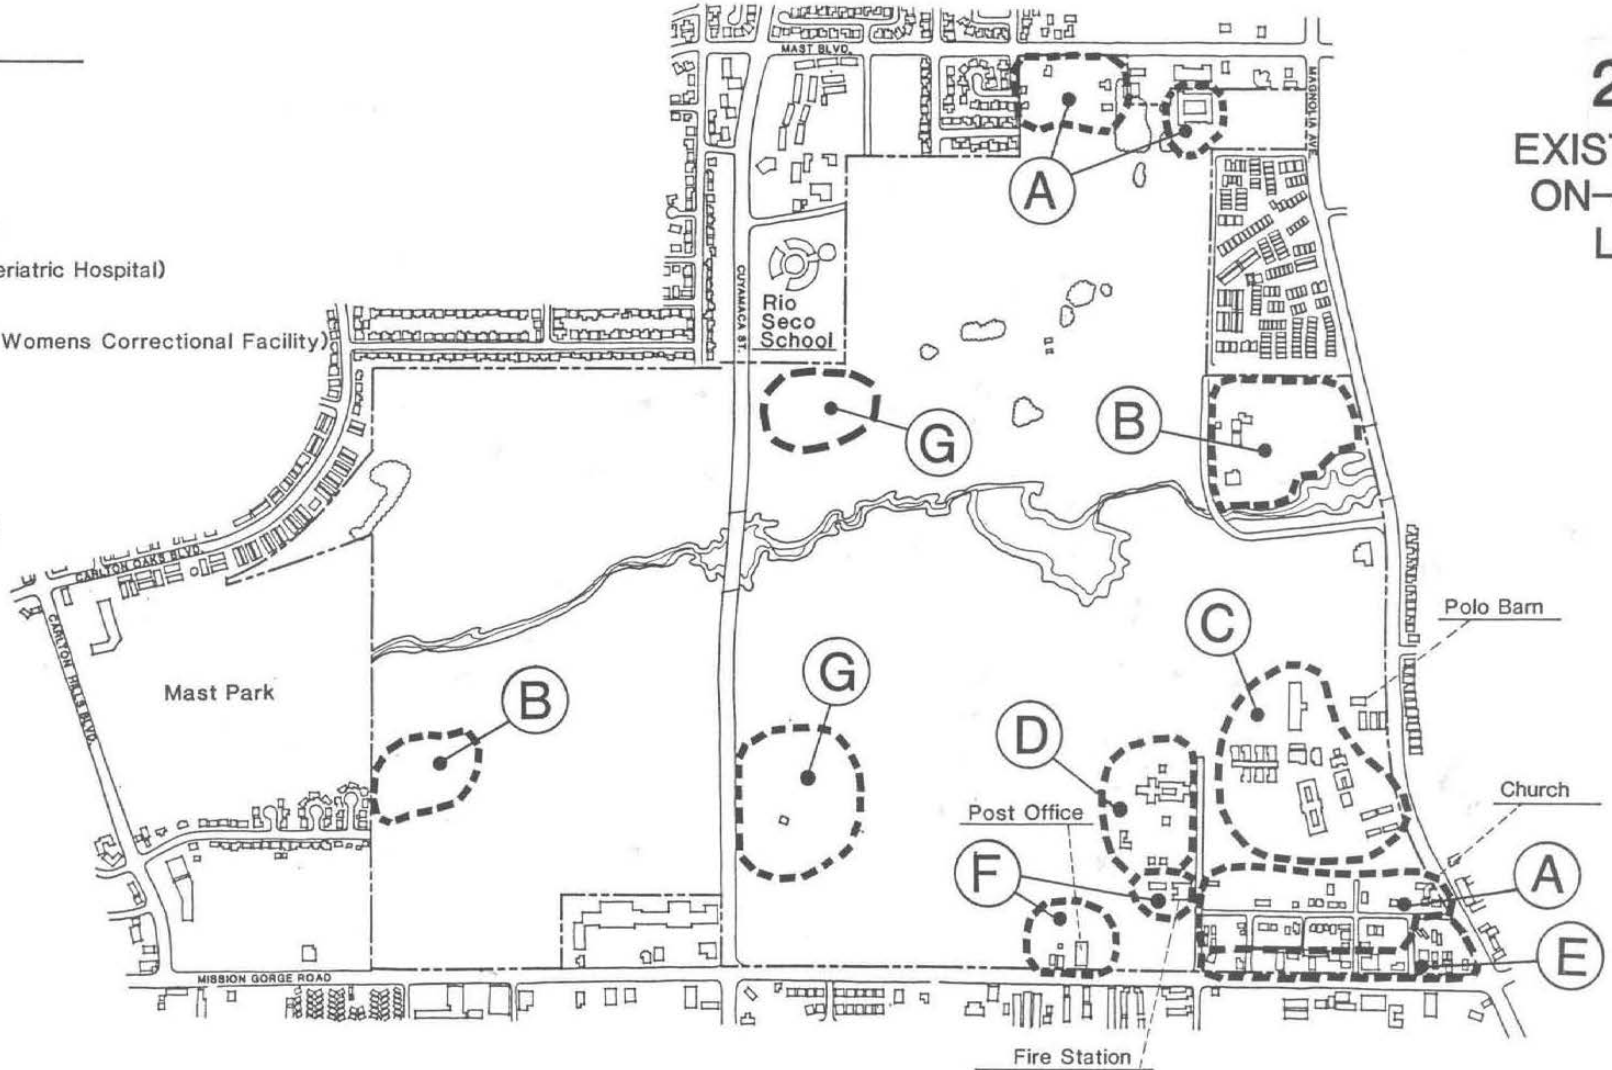 2
EXIST
ON-
L
eriatric Hospital)
Womens Correctional Facility)
MAST BLVD.
MAGNOLIA AVE.
A
CUYAMACA ST.
Rio
Seco
School
B
G
CARLTON OAKS BLVD.
CARLTON HILLS BLVD.
Polo Barn
C
Mast Park
B
G
D
Post Office
Church
F
A
E
MISSION GORGE ROAD
Fire Station